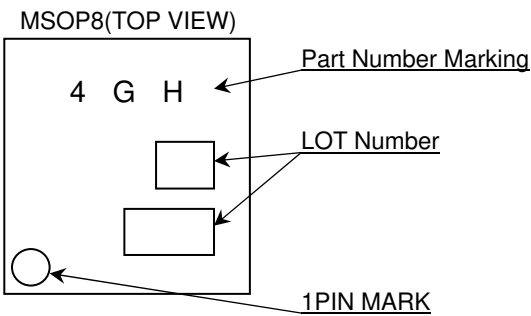 MSOP8(TOP VIEW)
Part Number Marking
4 G H
LOT Number
1PIN MARK